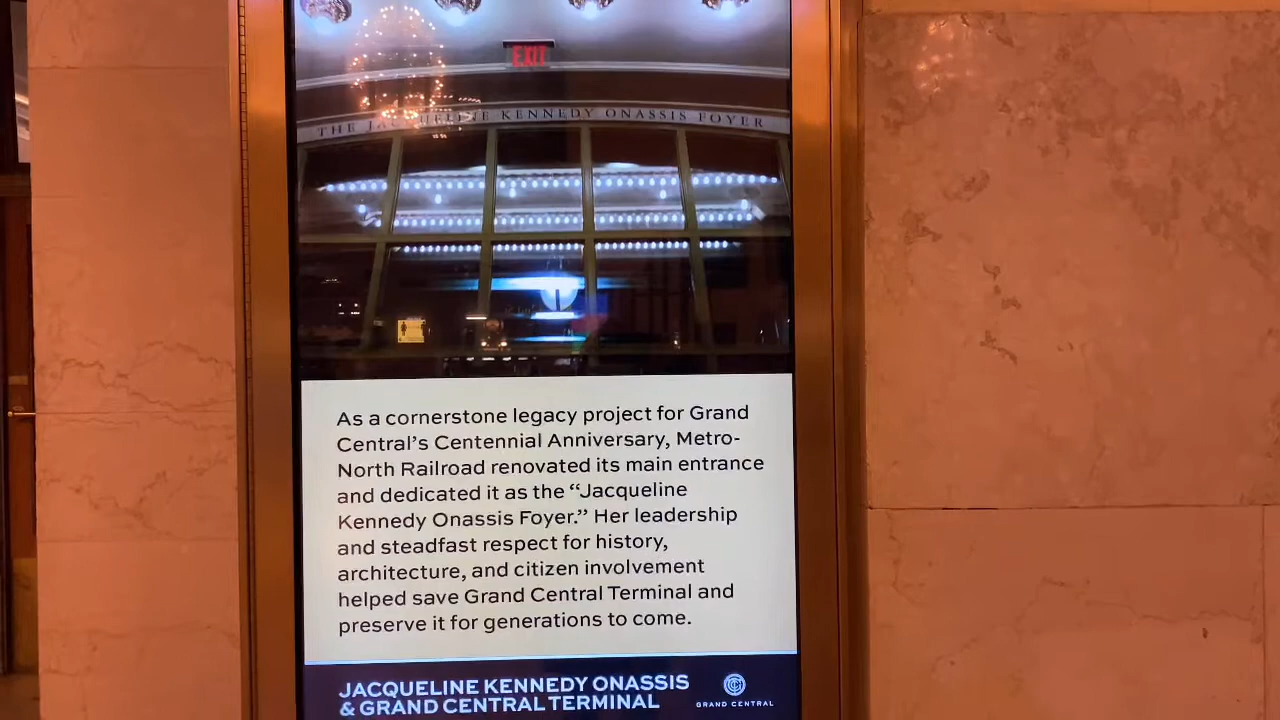 EXIT
THE JACQUELINE KENNEDY ONASSIS FOYER
As a cornerstone legacy project for Grand
Central’s Centennial Anniversary, Metro-
North Railroad renovated its main entrance
and dedicated it as the “Jacqueline
Kennedy Onassis Foyer.” Her leadership
and steadfast respect for history,
architecture, and citizen involvement
helped save Grand Central Terminal and
preserve it for generations to come.
JACQUELINE KENNEDY ONASSIS
& GRAND CENTRAL TERMINAL
GRAND CENTRAL